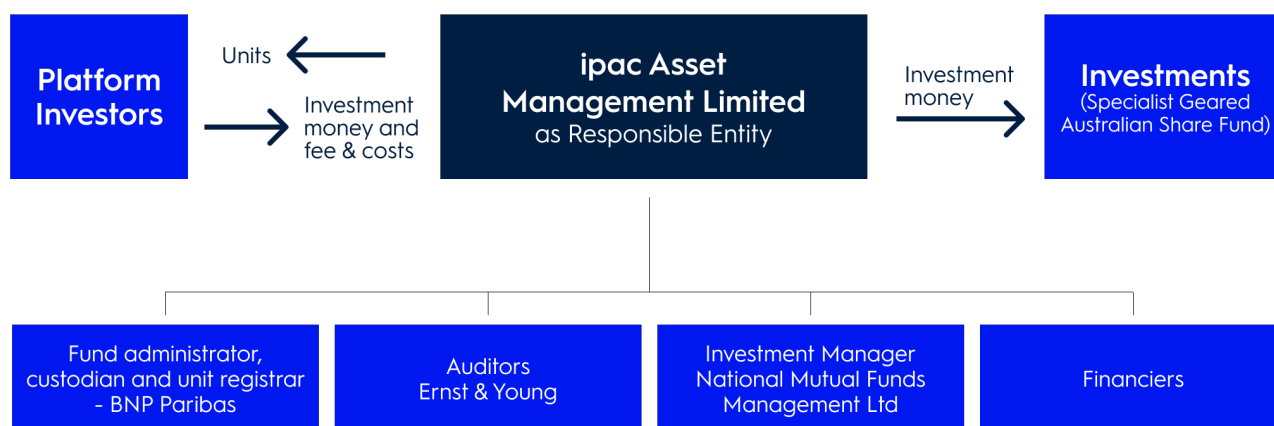 Platform
Investors
Units
Investment
money and
fee & costs
ipac Asset
Management Limited
as Responsible Entity
Investment
money
Investments
(Specialist Geared
Australian Share Fund)
Fund administrator,
custodian and unit registrar
- BNP Paribas
Auditors
Ernst & Young
Investment Manager
National Mutual Funds
Management Ltd
Financiers